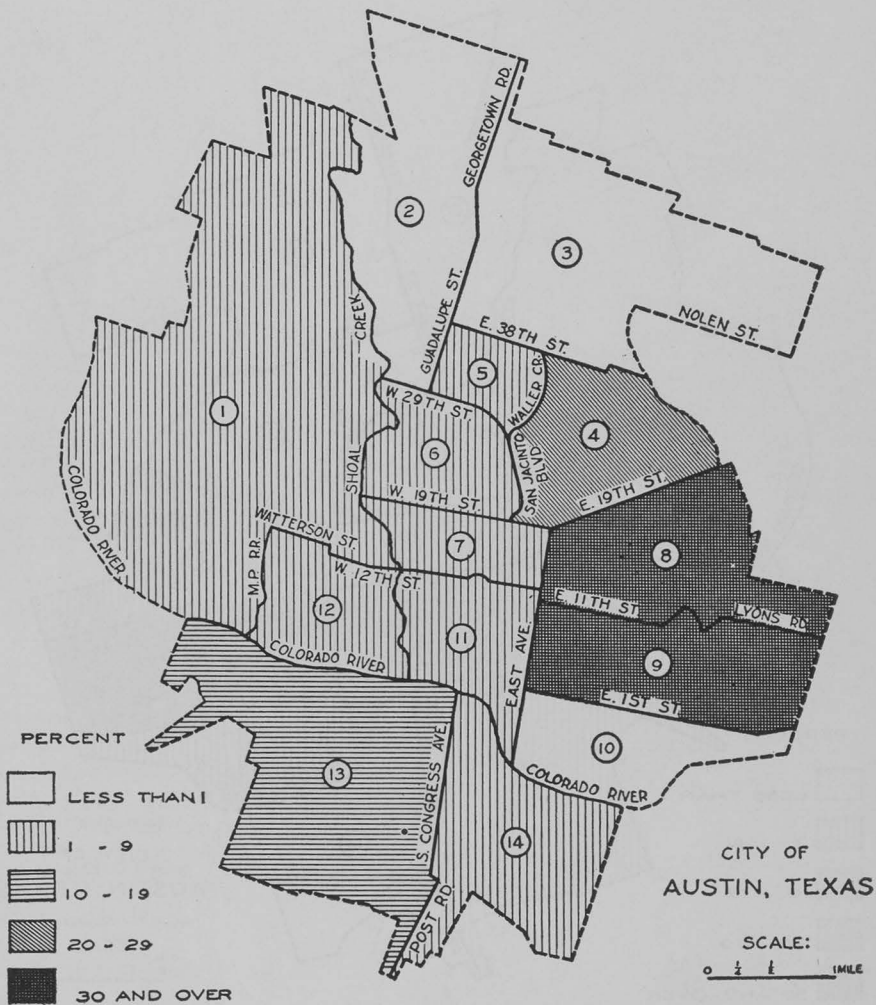 GEORGETOWN RD.
2
3
NOLEN ST.
GUADALUPE ST.
E. 38TH ST.
CREEK
5
WALLER CR.
W. 29TH ST.
1
4
6
SAN JACINTO
BLVD
SHOAL
W. 19TH ST.
E. 19TH ST.
COLORADO RIVER
WATTERSON ST.
7
8
M.P. R.R.
W. 12TH ST.
E. 11TH ST.
LYONS RD.
12
11
COLORADO RIVER
EAST AVE.
9
E. 1ST ST.
10
13
S. CONGRESS AVE.
COLORADO RIVER
14
POST RD.
PERCENT
LESS THAN 1
1 - 9
10 - 19
20 - 29
30 AND OVER
CITY OF
AUSTIN, TEXAS
SCALE:
0 ¼ ½ 1 MILE